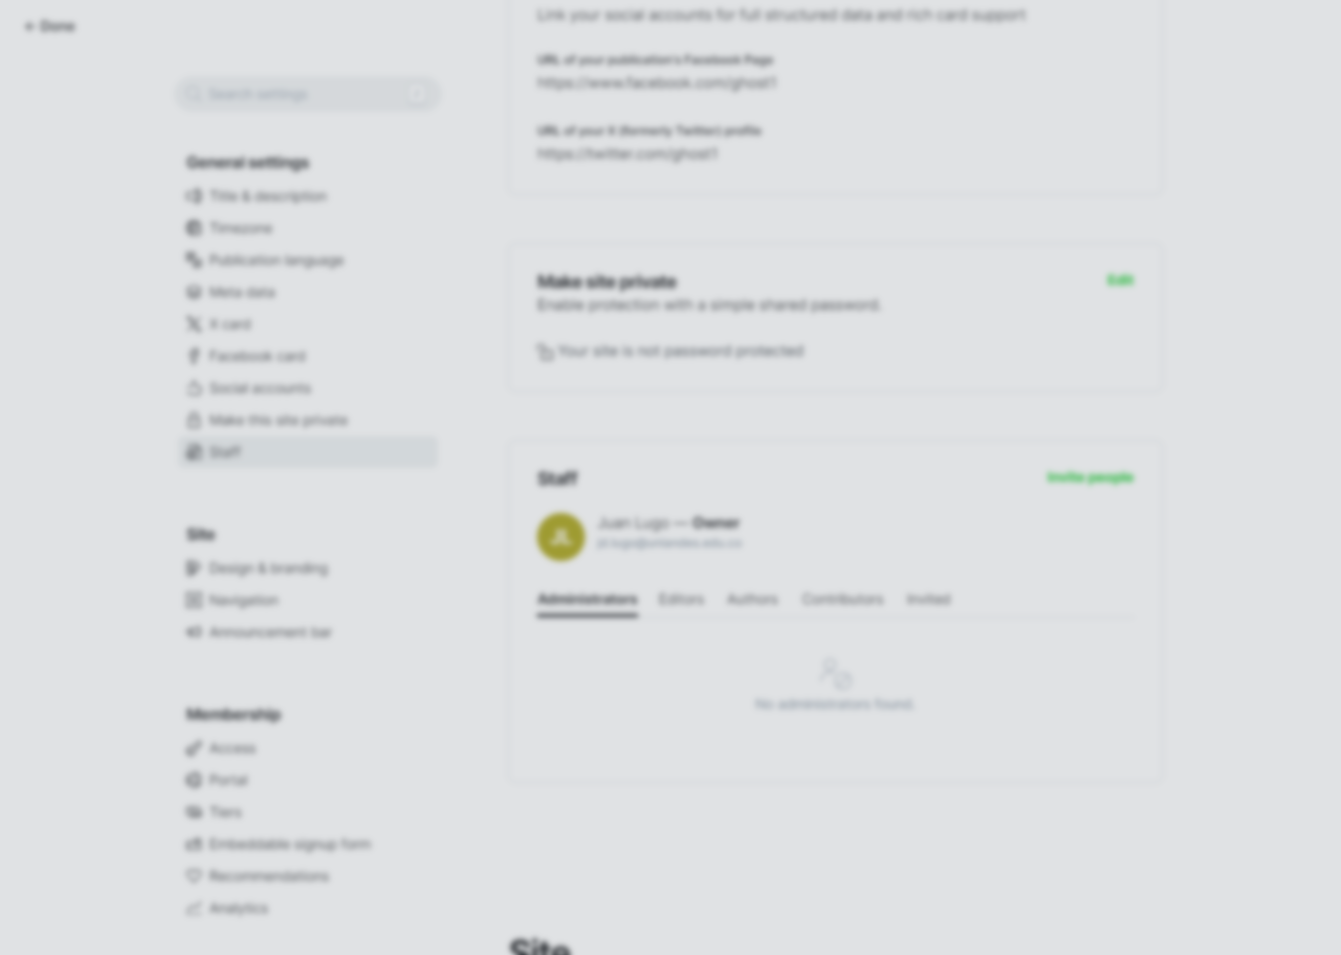 Done
Search settings
General settings
Title & description
Timezone
Publication language
Meta data
X card
Facebook card
Social accounts
Make this site private
Staff
Site
Design & branding
Navigation
Announcement bar
Membership
Access
Portal
Tiers
Embeddable signup form
Recommendations
Analytics
Link your social accounts for full structured data and rich card support
URL of your publication's Facebook Page
https://www.facebook.com/ghost1
URL of your X (formerly Twitter) profile
https://twitter.com/ghost1
Make site private
Edit
Enable protection with a simple shared password.
Your site is not password protected
Staff
Invite people
JL
Juan Lugo — Owner
Administrators
Editors
Authors
Contributors
Invited
No administrators found.
Site